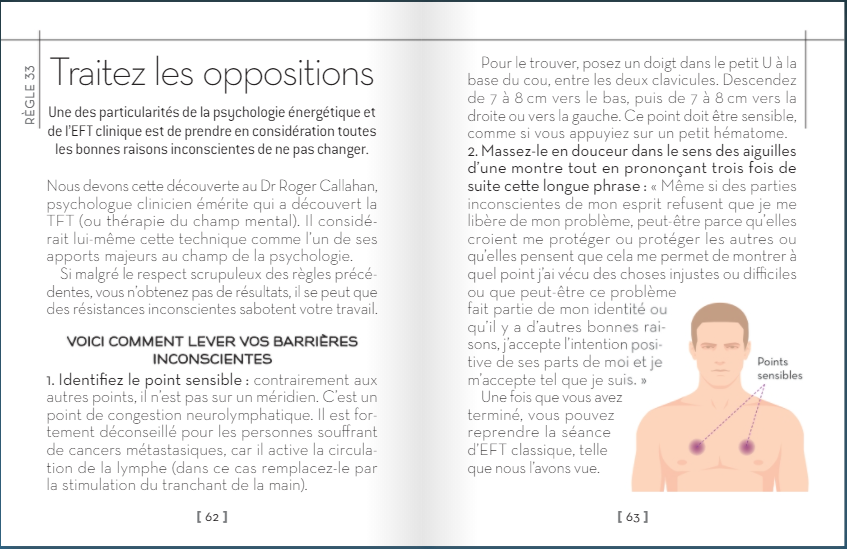 RÈGLE 33
Traitez les oppositions
Une des particularités de la psychologie énergétique et
de l'EFT clinique est de prendre en considération toutes
les bonnes raisons inconscientes de ne pas changer.
Nous devons cette découverte au Dr Roger Callahan,
psychologue clinicien émérite qui a découvert la
TFT (ou thérapie du champ mental). Il considé-
rait lui-même cette technique comme l'un de ses
apports majeurs au champ de la psychologie.
Si malgré le respect scrupuleux des règles précé-
dentes, vous n'obtenez pas de résultats, il se peut que
des résistances inconscientes sabotent votre travail.
VOICI COMMENT LEVER VOS BARRIÈRES
INCONSCIENTES
1. Identifiez le point sensible : contrairement aux
autres points, il n'est pas sur un méridien. C'est un
point de congestion neurolymphatique. Il est for-
tement déconseillé pour les personnes souffrant
de cancers métastasiques, car il active la circula-
tion de la lymphe (dans ce cas remplacez-le par
la stimulation du tranchant de la main).
[ 62 ]
Pour le trouver, posez un doigt dans le petit U à la
base du cou, entre les deux clavicules. Descendez
de 7 à 8 cm vers le bas, puis de 7 à 8 cm vers la
droite ou vers la gauche. Ce point doit être sensible,
comme si vous appuyiez sur un petit hématome.
2. Massez-le en douceur dans le sens des aiguilles
d'une montre tout en prononçant trois fois de
suite cette longue phrase : « Même si des parties
inconscientes de mon esprit refusent que je me
libère de mon problème, peut-être parce qu'elles
croient me protéger ou protéger les autres ou
qu'elles pensent que cela me permet de montrer à
quel point j'ai vécu des choses injustes ou difficiles
ou que peut-être ce problème
fait partie de mon identité ou
qu'il y a d'autres bonnes rai-
sons, j'accepte l'intention posi-
tive de ses parts de moi et je
m'accepte tel que je suis. »
Une fois que vous avez
terminé, vous pouvez
reprendre la séance
d'EFT classique, telle
que nous l'avons vue.
Points
sensibles
[ 63 ]